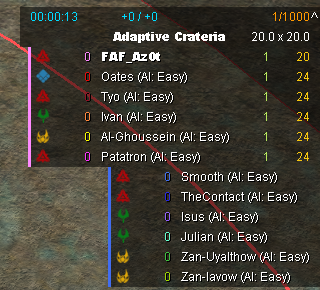 00:00:13 +0 / +0 1/1000^
Adaptive Crateria 20.0 x 20.0
0 FAF_Az0t 1 20
0 Oates (AI: Easy) 1 24
0 Tyo (AI: Easy) 1 24
0 Ivan (AI: Easy) 1 24
0 Al-Ghoussein (AI: Easy) 1 24
0 Patatron (AI: Easy) 1 24
0 Smooth (AI: Easy)
0 TheContact (AI: Easy)
0 Isus (AI: Easy)
0 Julian (AI: Easy)
0 Zan-Uyalthow (AI: Easy)
0 Zan-Iavow (AI: Easy)